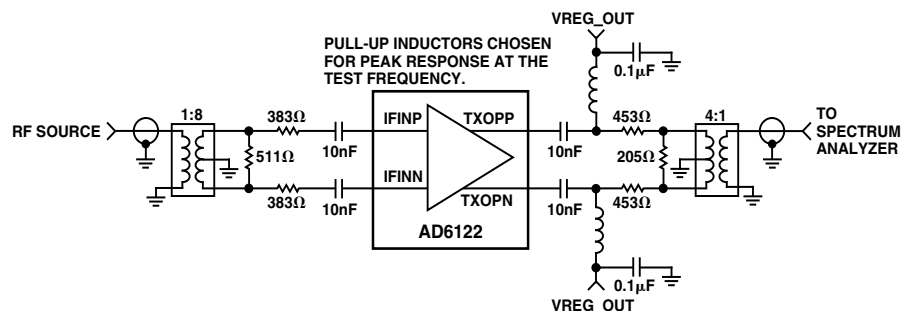 VREG_OUT
PULL-UP INDUCTORS CHOSEN
FOR PEAK RESPONSE AT THE
TEST FREQUENCY.
0.1µF
1:8
383Ω
IFINP
TXOPP
453Ω
4:1
TO
SPECTRUM
ANALYZER
RF SOURCE
10nF
10nF
511Ω
205Ω
IFINN
TXOPN
383Ω
10nF
10nF
453Ω
AD6122
0.1µF
VREG_OUT